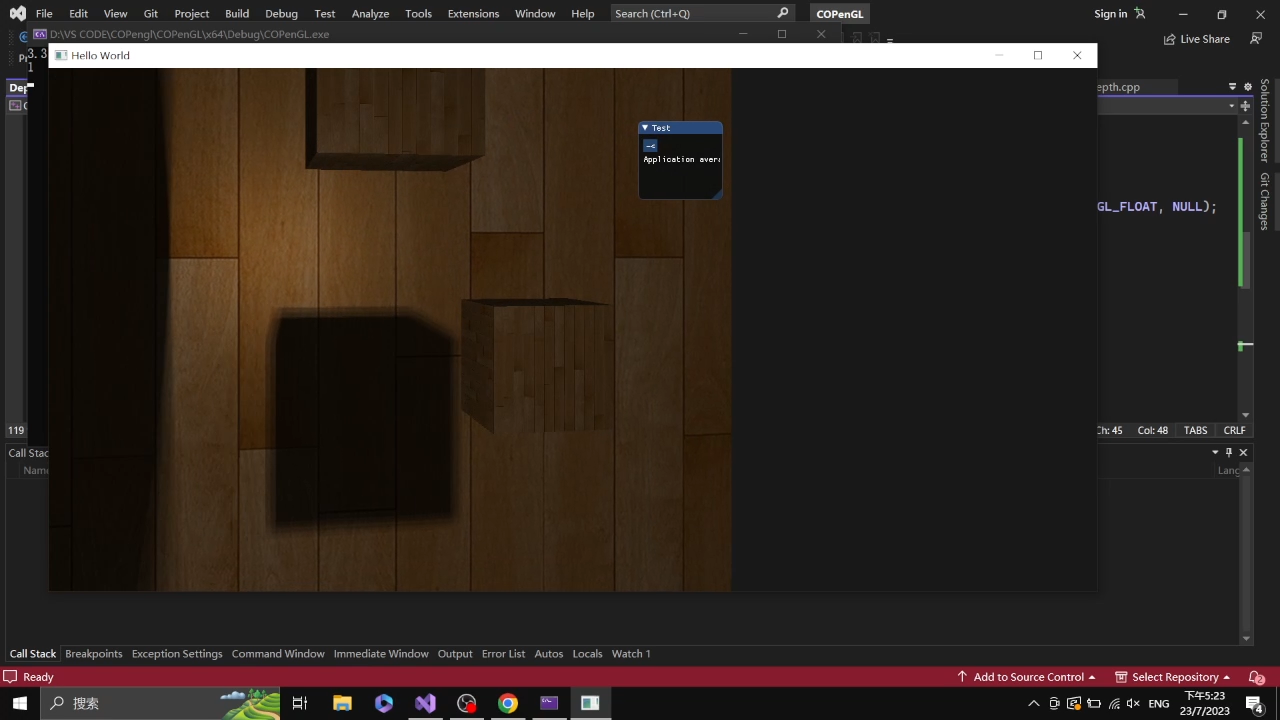 File Edit View Git Project Build Debug Test Analyze Tools Extensions Window Help Search (Ctrl+Q) COPenGL Sign in
D:\VS CODE\COPengl\COPenGL\x64\Debug\COPenGL.exe
Live Share
3.3
Hello World
1
epth.cpp
Test
-<
Application avera
GL_FLOAT, NULL);
Solution Explorer
Git Changes
119
Ch: 45 Col: 48 TABS CRLF
Call Stac
Name
Lang
Call Stack Breakpoints Exception Settings Command Window Immediate Window Output Error List Autos Locals Watch 1
Ready Add to Source Control Select Repository 2
搜索
ENG
下午5:23
23/7/2023
4